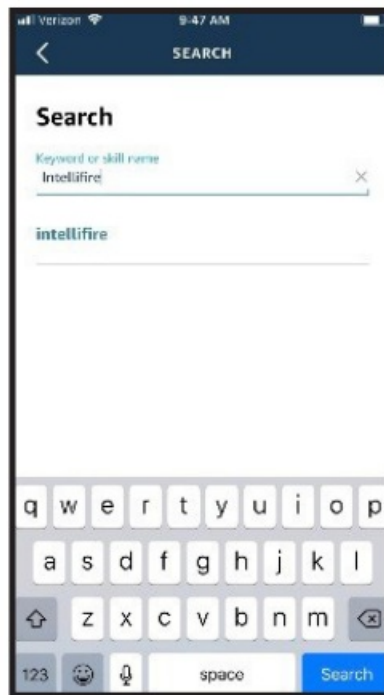 Verizon 9:47 AM
SEARCH
Search
Keyword or skill name
Intellifire
intellifire
q w e r t y u i o p
a s d f g h j k l
z x c v b n m
123 space Search